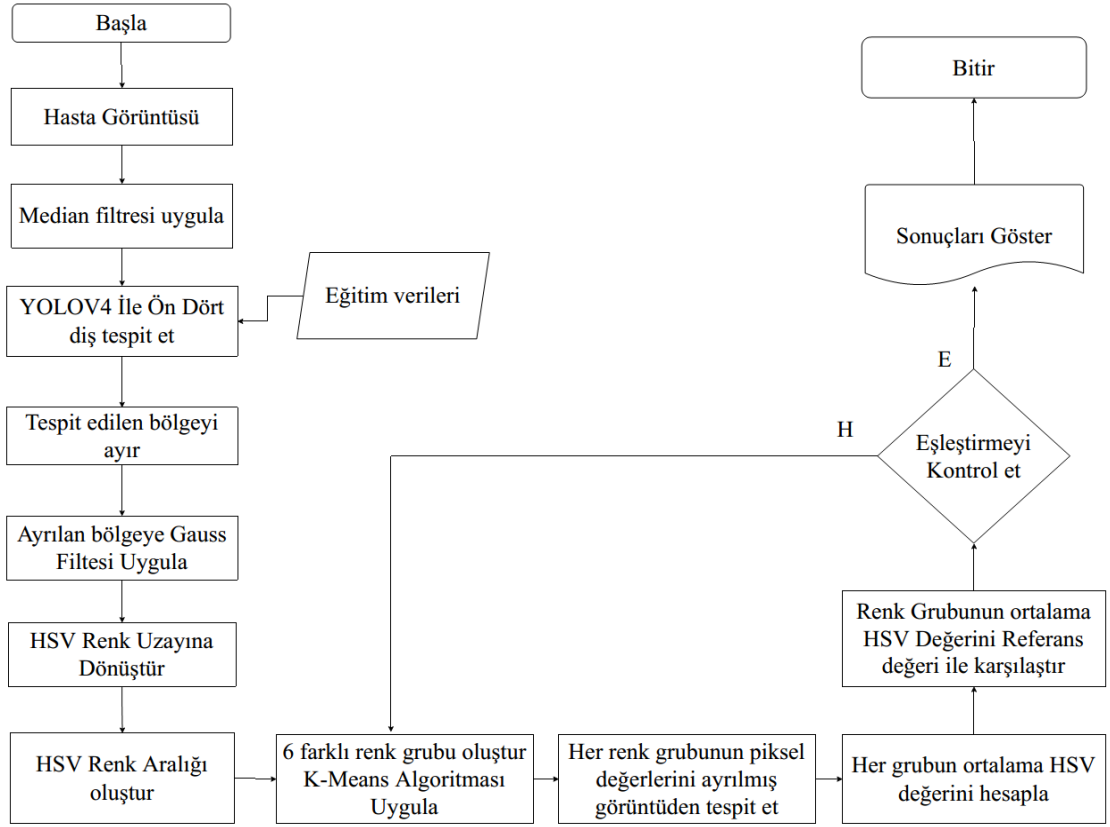 Başla
Hasta Görüntüsü
Median filtresi uygula
YOLOV4 İle Ön Dört
diş tespit et
Eğitim verileri
Tespit edilen bölgeyi
ayır
Ayrılan bölgeye Gauss
Filtesi Uygula
HSV Renk Uzayına
Dönüştür
HSV Renk Aralığı
oluştur
6 farklı renk grubu oluştur
K-Means Algoritması
Uygula
Her renk grubunun piksel
değerlerini ayrılmış
görüntüden tespit et
Her grubun ortalama HSV
değerini hesapla
Renk Grubunun ortalama
HSV Değerini Referans
değeri ile karşılaştır
Eşleştirmeyi
Kontrol et
H
E
Sonuçları Göster
Bitir